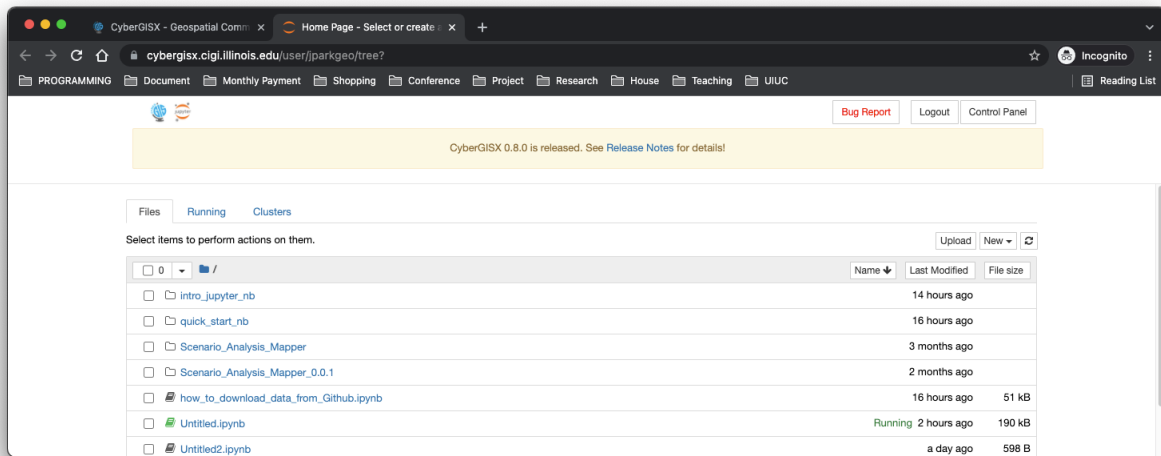 CyberGISX - Geospatial Comm
Home Page - Select or create a
cybergisx.cigi.illinois.edu/user/jparkgeo/tree?
Incognito
PROGRAMMING Document Monthly Payment Shopping Conference Project Research House Teaching UIUC Reading List
jupyter
Bug Report Logout Control Panel
CyberGISX 0.8.0 is released. See Release Notes for details!
Files Running Clusters
Select items to perform actions on them.
Upload New
0 / Name Last Modified File size
intro_jupyter_nb 14 hours ago
quick_start_nb 16 hours ago
Scenario_Analysis_Mapper 3 months ago
Scenario_Analysis_Mapper_0.0.1 2 months ago
how_to_download_data_from_Github.ipynb 16 hours ago 51 kB
Untitled.ipynb Running 2 hours ago 190 kB
Untitled2.ipynb a day ago 598 B